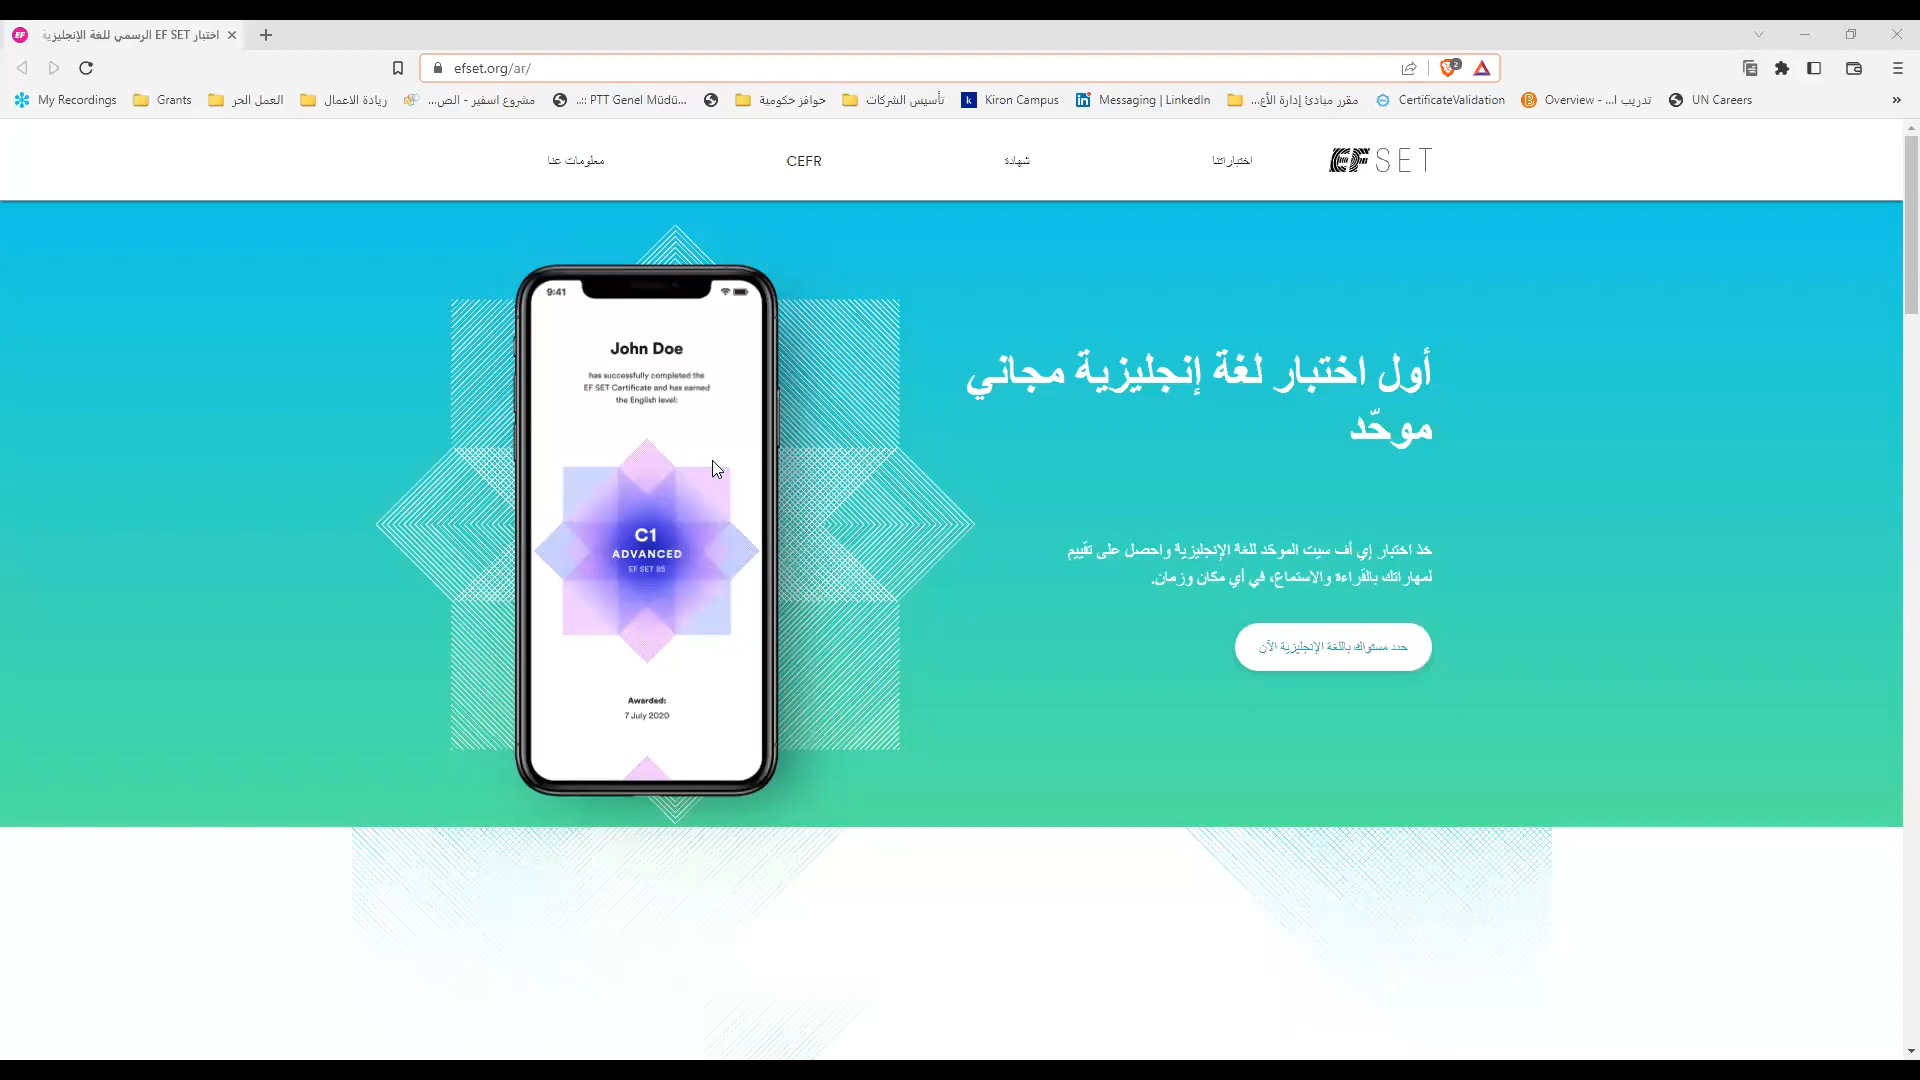 اختبار EF SET الرسمي للغة الإنجليزية
efset.org/ar/
2
My Recordings
Grants
العمل الحر
ريادة الاعمال
مشروع اسفير - الص...
PTT Genel Müdü... ::..
حوافز حكومية
تأسيس الشركات
Kiron Campus
Messaging | LinkedIn
مقرر مبادئ إدارة الأع...
CertificateValidation
Overview - ...تدريب ا
UN Careers
EF SET
اختباراتنا
شهادة
CEFR
معلومات عنا
أول اختبار لغة إنجليزية مجاني
موحّد
خذ اختبار إي أف سيت الموحّد للغة الإنجليزية واحصل على تقييم
لمهاراتك بالقراءة والاستماع، في أي مكان وزمان.
حدد مستواك باللغة الإنجليزية الآن
9:41
John Doe
has successfully completed the
EF SET Certificate and has earned
the English level:
C1
ADVANCED
EF SET 85
Awarded:
7 July 2020